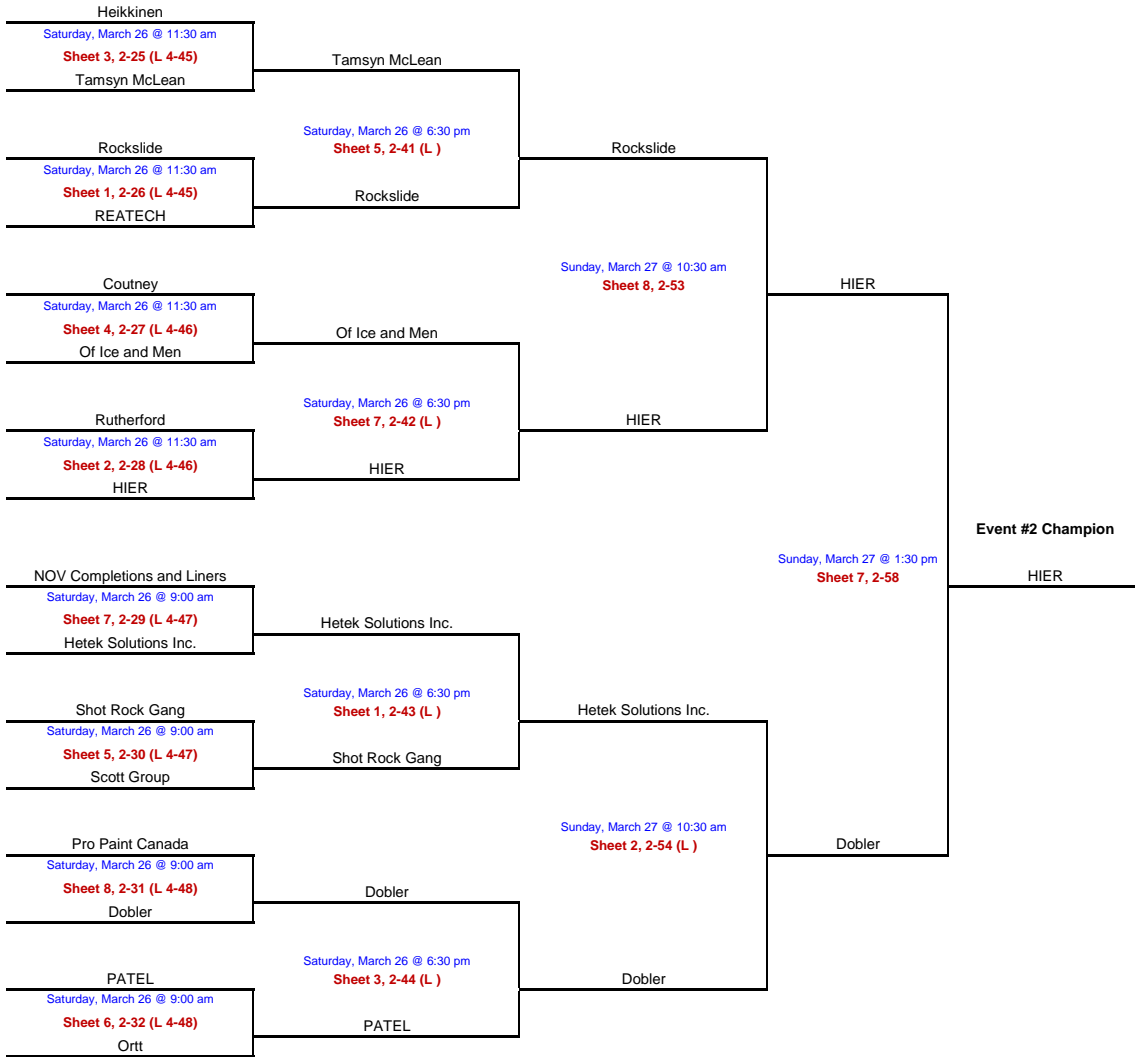 Heikkinen
Saturday, March 26 @ 11:30 am
Sheet 3, 2-25 (L 4-45)
Tamsyn McLean
Tamsyn McLean
Saturday, March 26 @ 6:30 pm
Sheet 5, 2-41 (L )
Rockslide
Rockslide
Saturday, March 26 @ 11:30 am
Sheet 1, 2-26 (L 4-45)
REATECH
Rockslide
Sunday, March 27 @ 10:30 am
Sheet 8, 2-53
HIER
Coutney
Saturday, March 26 @ 11:30 am
Sheet 4, 2-27 (L 4-46)
Of Ice and Men
Of Ice and Men
Saturday, March 26 @ 6:30 pm
Sheet 7, 2-42 (L )
HIER
Rutherford
Saturday, March 26 @ 11:30 am
Sheet 2, 2-28 (L 4-46)
HIER
HIER
Event #2 Champion
Sunday, March 27 @ 1:30 pm
Sheet 7, 2-58
HIER
NOV Completions and Liners
Saturday, March 26 @ 9:00 am
Sheet 7, 2-29 (L 4-47)
Hetek Solutions Inc.
Hetek Solutions Inc.
Saturday, March 26 @ 6:30 pm
Sheet 1, 2-43 (L )
Hetek Solutions Inc.
Shot Rock Gang
Saturday, March 26 @ 9:00 am
Sheet 5, 2-30 (L 4-47)
Scott Group
Shot Rock Gang
Sunday, March 27 @ 10:30 am
Sheet 2, 2-54 (L )
Dobler
Pro Paint Canada
Saturday, March 26 @ 9:00 am
Sheet 8, 2-31 (L 4-48)
Dobler
Dobler
Saturday, March 26 @ 6:30 pm
Sheet 3, 2-44 (L )
Dobler
PATEL
Saturday, March 26 @ 9:00 am
Sheet 6, 2-32 (L 4-48)
Ortt
PATEL